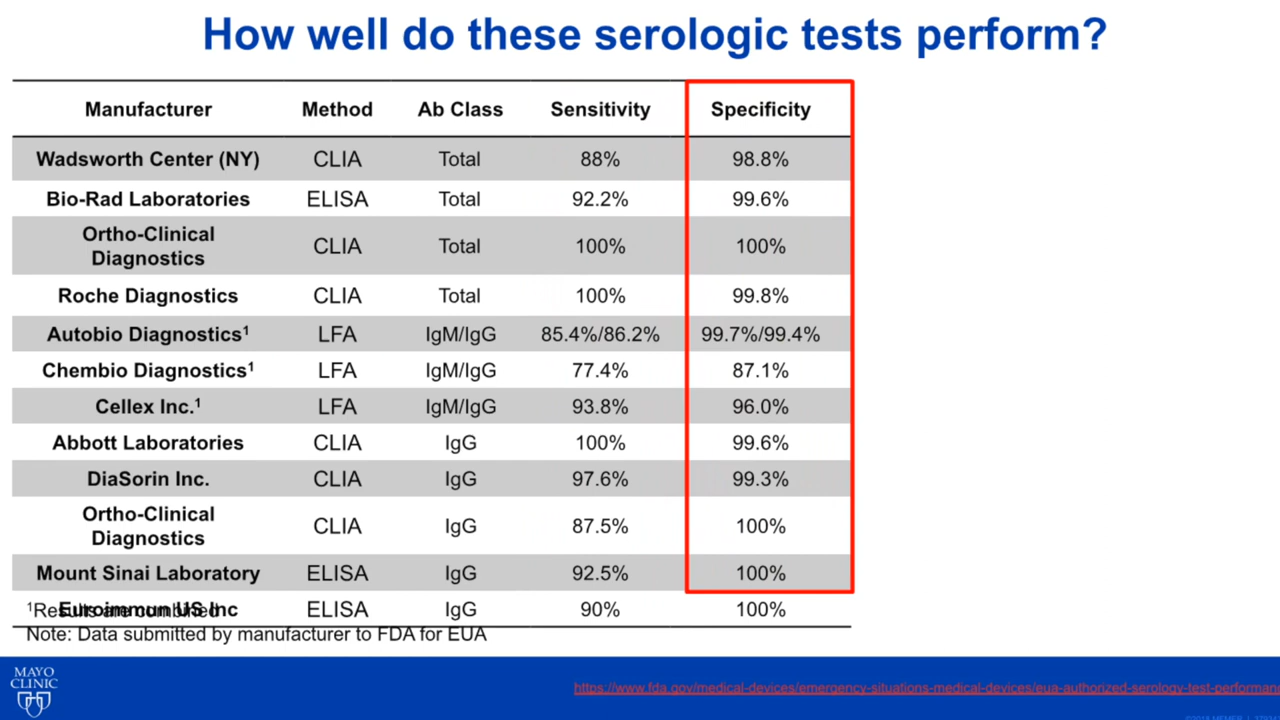 How well do these serologic tests perform?
Manufacturer Method Ab Class Sensitivity Specificity
Wadsworth Center (NY) CLIA Total 88% 98.8%
Bio-Rad Laboratories ELISA Total 92.2% 99.6%
Ortho-Clinical
Diagnostics CLIA Total 100% 100%
Roche Diagnostics CLIA Total 100% 99.8%
Autobio Diagnostics¹ LFA IgM/IgG 85.4%/86.2% 99.7%/99.4%
Chembio Diagnostics¹ LFA IgM/IgG 77.4% 87.1%
Cellex Inc.¹ LFA IgM/IgG 93.8% 96.0%
Abbott Laboratories CLIA IgG 100% 99.6%
DiaSorin Inc. CLIA IgG 97.6% 99.3%
Ortho-Clinical
Diagnostics CLIA IgG 87.5% 100%
Mount Sinai Laboratory ELISA IgG 92.5% 100%
Euroimmun US Inc ELISA IgG 90% 100%
¹Results are combined
Note: Data submitted by manufacturer to FDA for EUA
MAYO
CLINIC
https://www.fda.gov/medical-devices/emergency-situations-medical-devices/eua-authorized-serology-test-performan